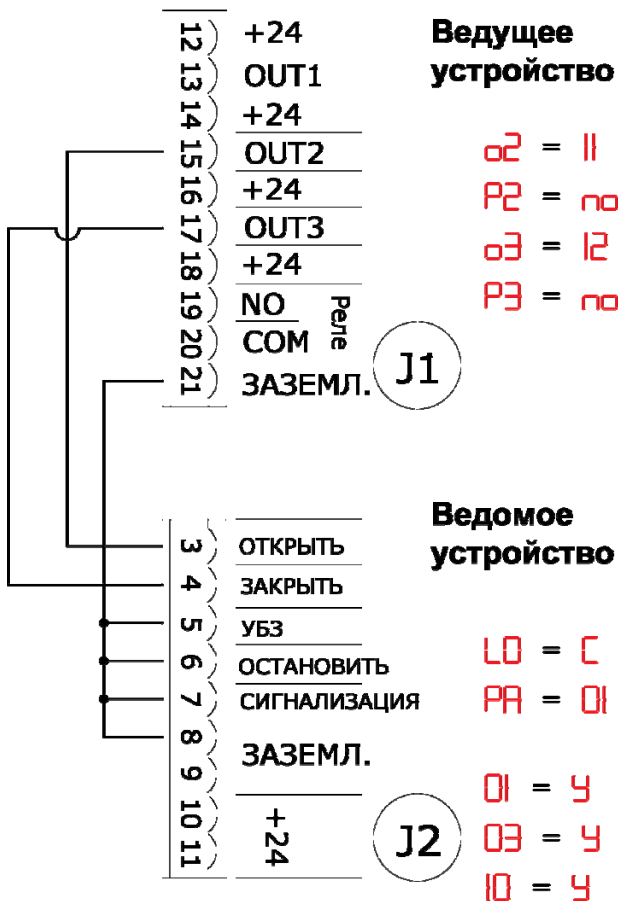 12 +24
13 OUT1
14 +24
15 OUT2
16 +24
17 OUT3
18 +24
19 NO
20 COM
Реле
21 ЗАЗЕМЛ.
J1
Ведущее
устройство
o2 = 11
P2 = no
o3 = 12
P3 = no
3 ОТКРЫТЬ
4 ЗАКРЫТЬ
5 УБЗ
6 ОСТАНОВИТЬ
7 СИГНАЛИЗАЦИЯ
8
ЗАЗЕМЛ.
9
10
11
+24
J2
Ведомое
устройство
LO = C
PA = 01
01 = Y
03 = Y
10 = Y